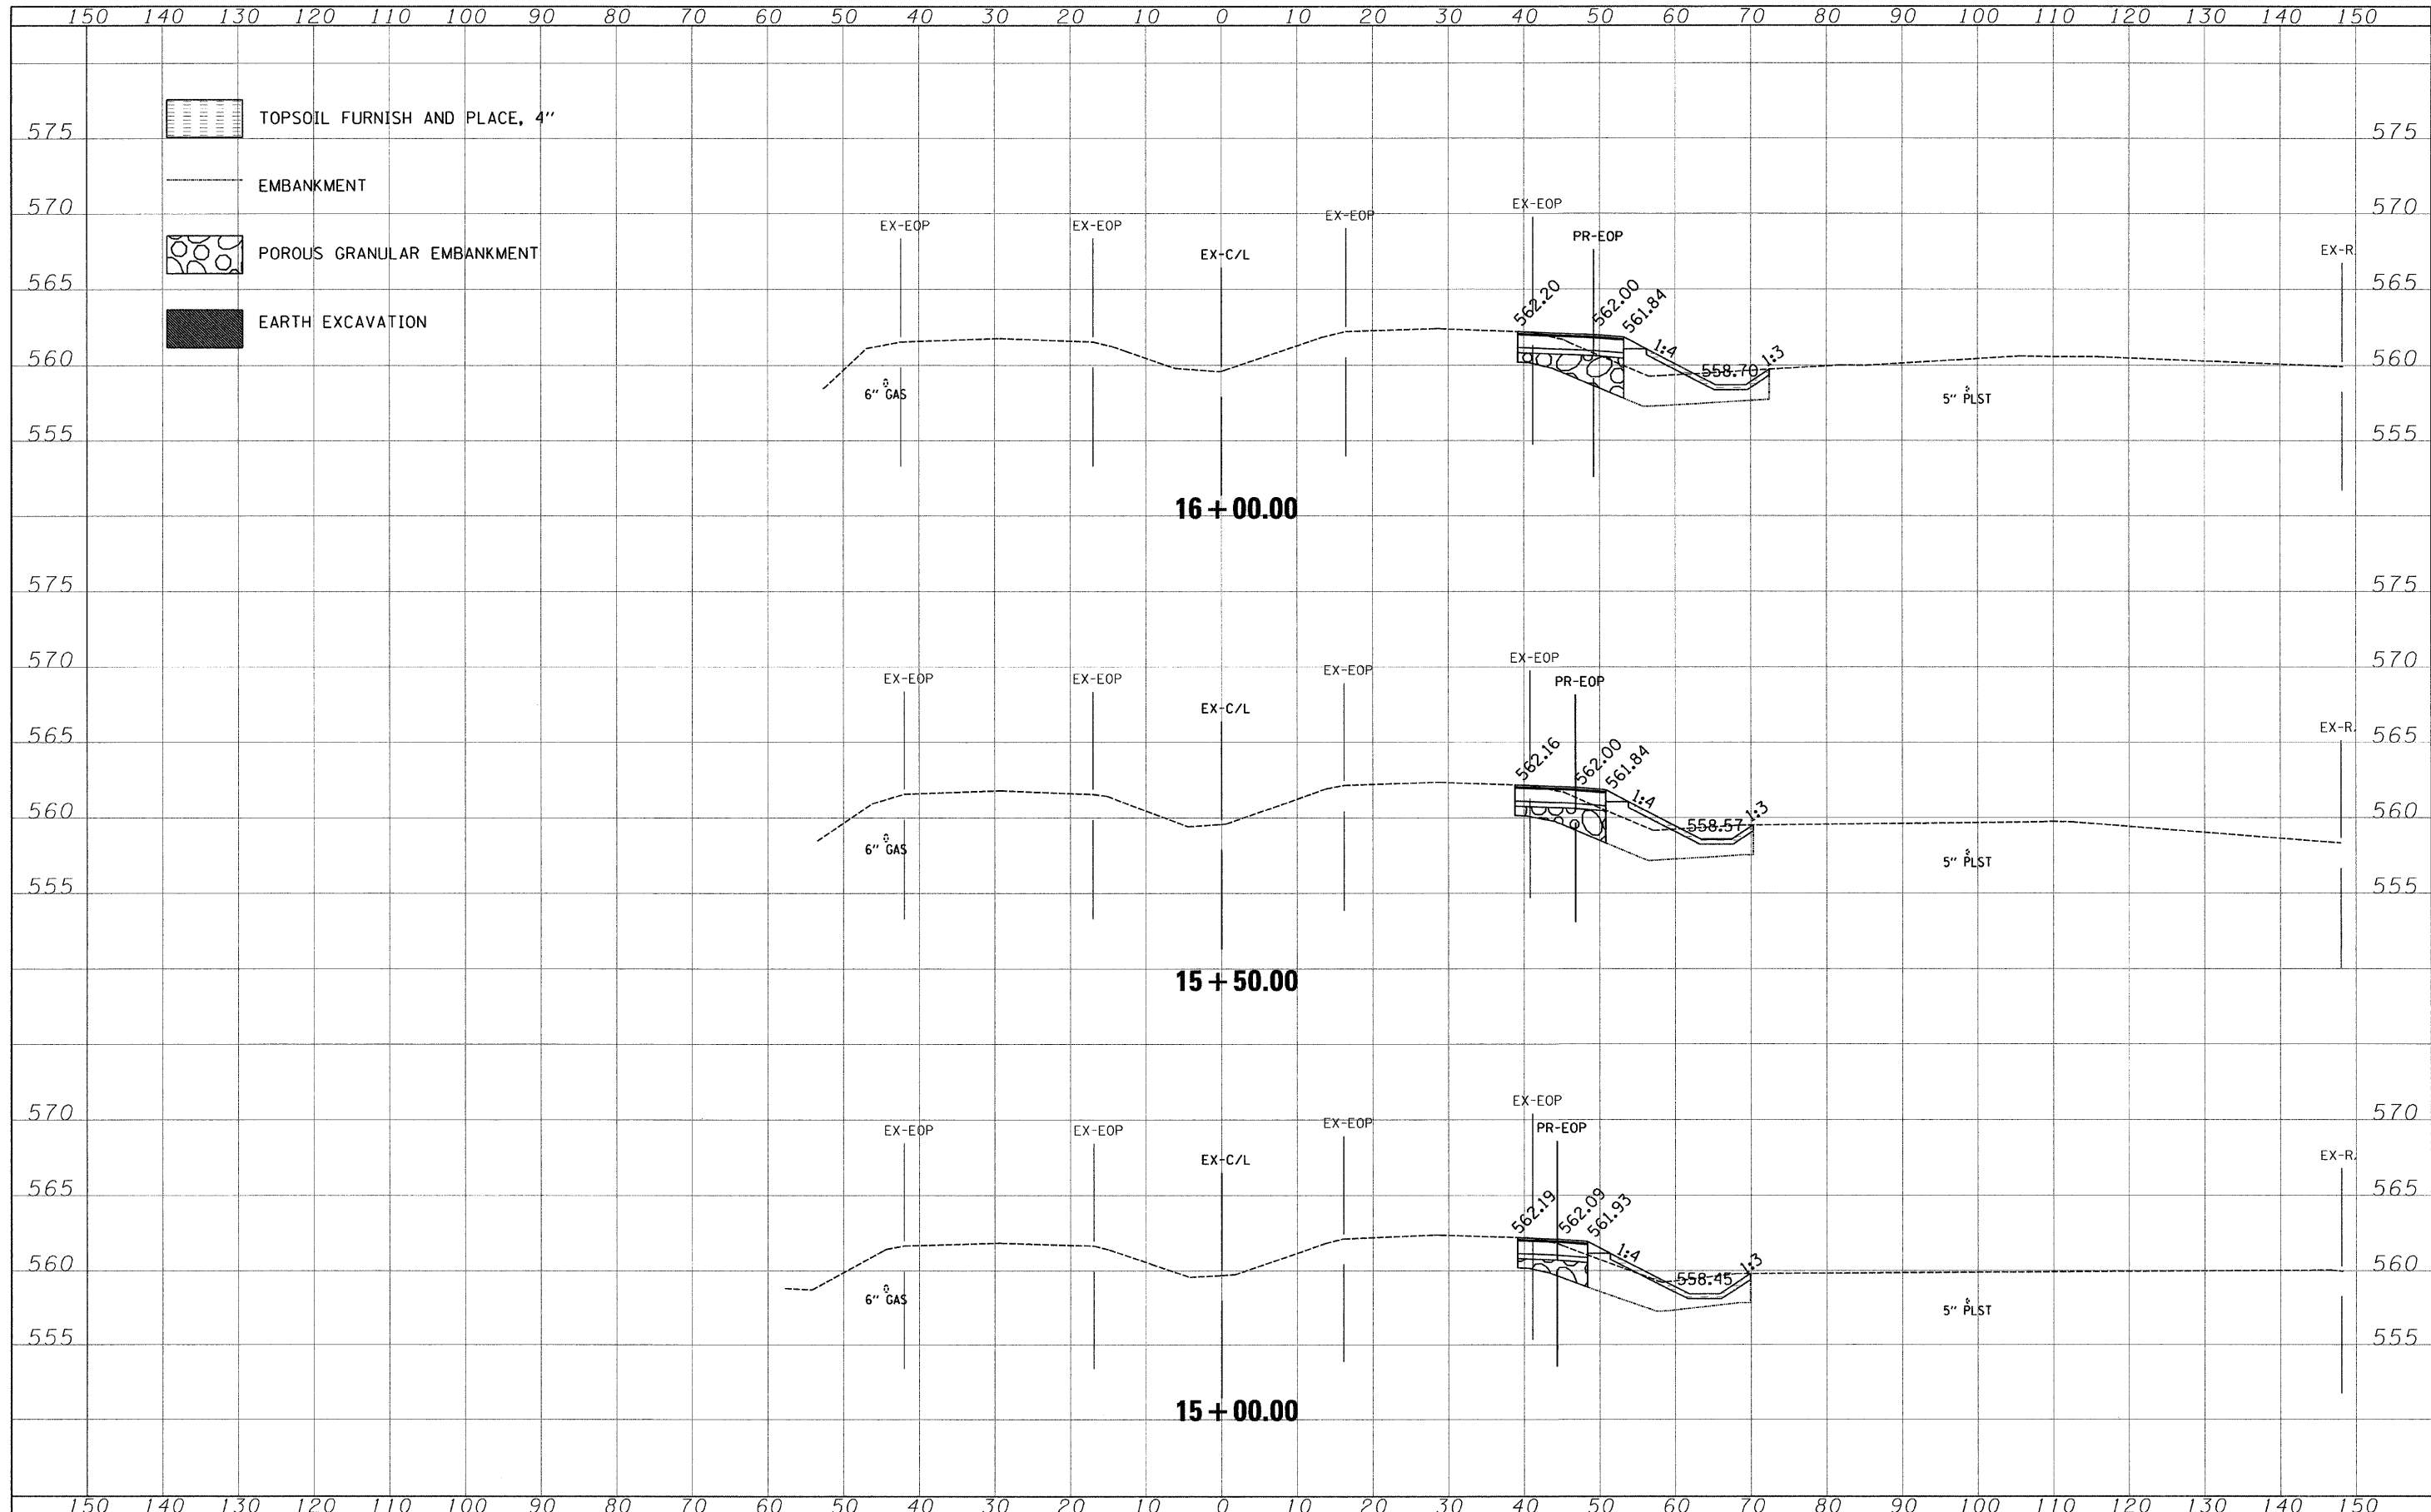 150 140 130 120 110 100 90 80 70 60 50 40 30 20 10 0 10 20 30 40 50 60 70 80 90 100 110 120 130 140 150
TOPSOIL FURNISH AND PLACE, 4"
575 575
EMBANKMENT
570 570
EX-EOP EX-EOP EX-EOP EX-EOP
PR-EOP
POROUS GRANULAR EMBANKMENT
EX-C/L EX-R
565 565
562.20 562.00 561.84
EARTH EXCAVATION
1:4 1:3
560 560
558.70
6" GAS 5" PLST
555 555
16+00.00
575 575
570 570
EX-EOP EX-EOP EX-EOP EX-EOP
PR-EOP
EX-C/L EX-R
565 565
562.16 562.00 561.84
1:4 1:3
560 560
558.57
6" GAS 5" PLST
555 555
15+50.00
570 570
EX-EOP EX-EOP EX-EOP EX-EOP
PR-EOP
EX-C/L EX-R
565 565
562.19 562.09 561.93
1:4 1:3
560 560
558.45
6" GAS 5" PLST
555 555
15+00.00
150 140 130 120 110 100 90 80 70 60 50 40 30 20 10 0 10 20 30 40 50 60 70 80 90 100 110 120 130 140 150